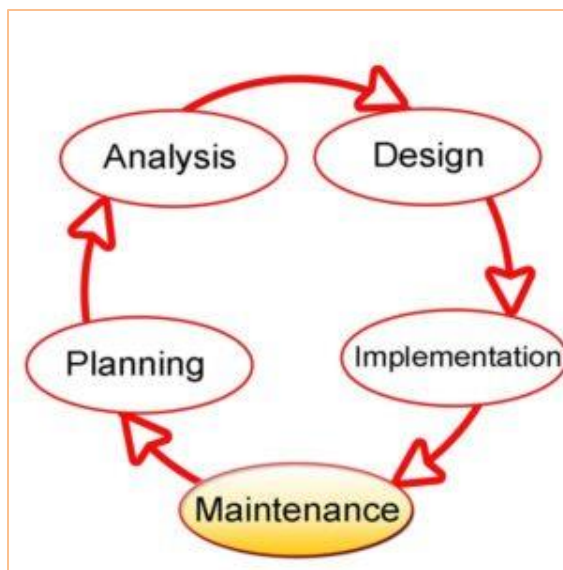 Analysis
Design
Planning
Implementation
Maintenance